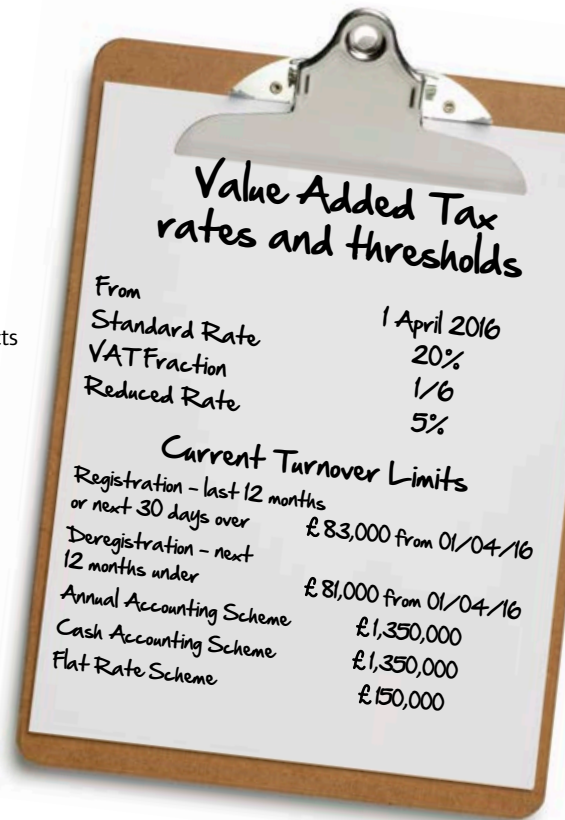 Value Added Tax
rates and thresholds
From 1 April 2016
Standard Rate 20%
VAT Fraction 1/6
Reduced Rate 5%
Current Turnover Limits
Registration – last 12 months
or next 30 days over £83,000 from 01/04/16
Deregistration – next
12 months under £81,000 from 01/04/16
Annual Accounting Scheme £1,350,000
Cash Accounting Scheme £1,350,000
Flat Rate Scheme £150,000